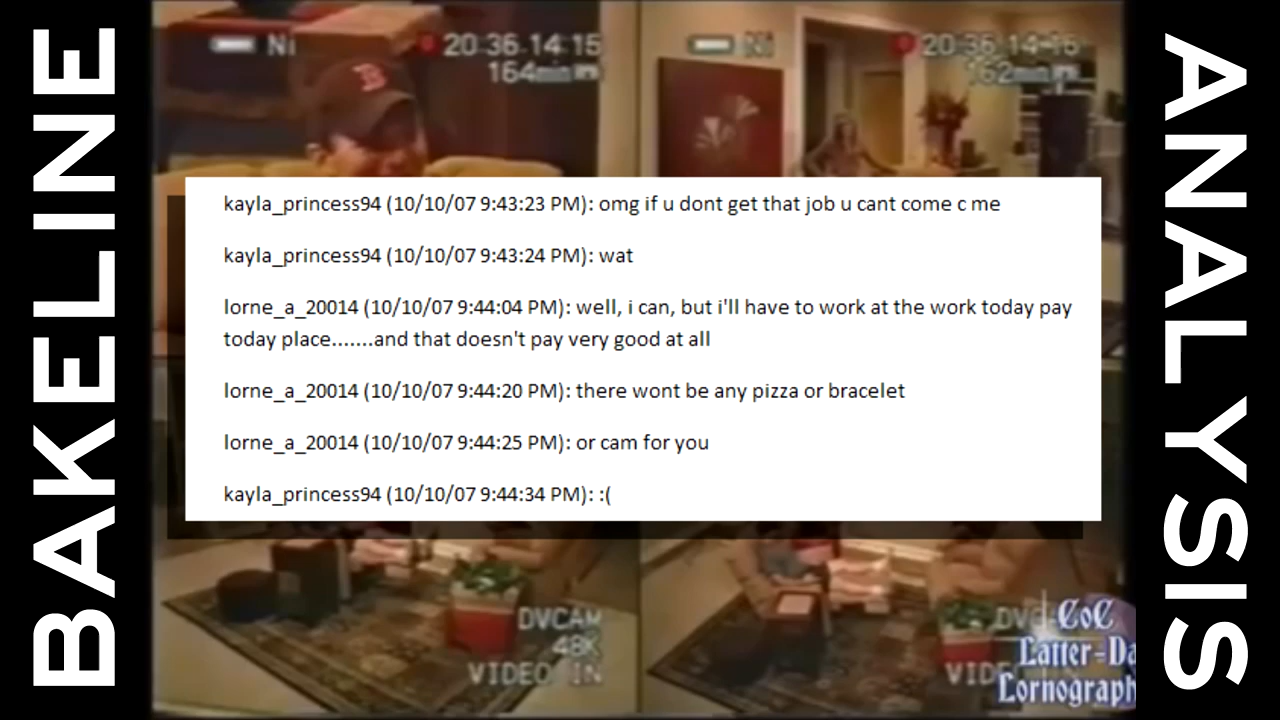 BAKELINE
Ni
20:36.14:15
164min
B
Ni
20:36.14:15
162min
kayla_princess94 (10/10/07 9:43:23 PM): omg if u dont get that job u cant come c me
kayla_princess94 (10/10/07 9:43:24 PM): wat
lorne_a_20014 (10/10/07 9:44:04 PM): well, i can, but i'll have to work at the work today pay
today place.......and that doesn't pay very good at all
lorne_a_20014 (10/10/07 9:44:20 PM): there wont be any pizza or bracelet
lorne_a_20014 (10/10/07 9:44:25 PM): or cam for you
kayla_princess94 (10/10/07 9:44:34 PM): :(
DVCAM
48K
VIDEO IN
CoC
Latter-Da
Lornograph
ANALYSIS